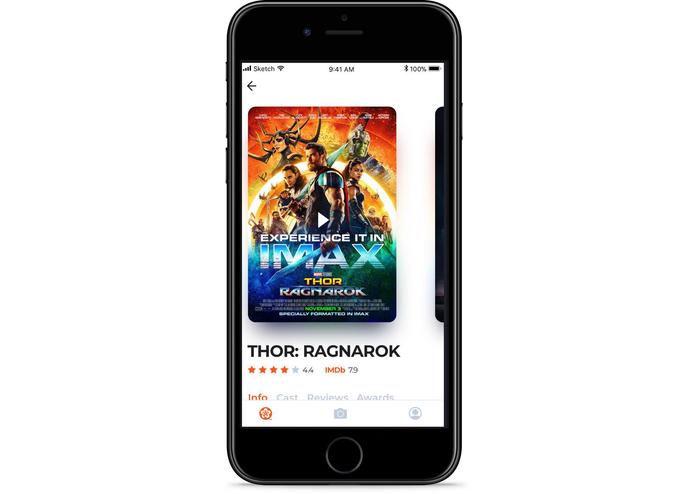 Sketch 9:41 AM 100%
EXPERIENCE IT IN
IMAX
MARVEL STUDIOS
THOR
RAGNAROK
NOVEMBER 3
SPECIALLY FORMATTED IN IMAX
THOR: RAGNAROK
4.4 IMDb 7.9
Info Cast Reviews Awards